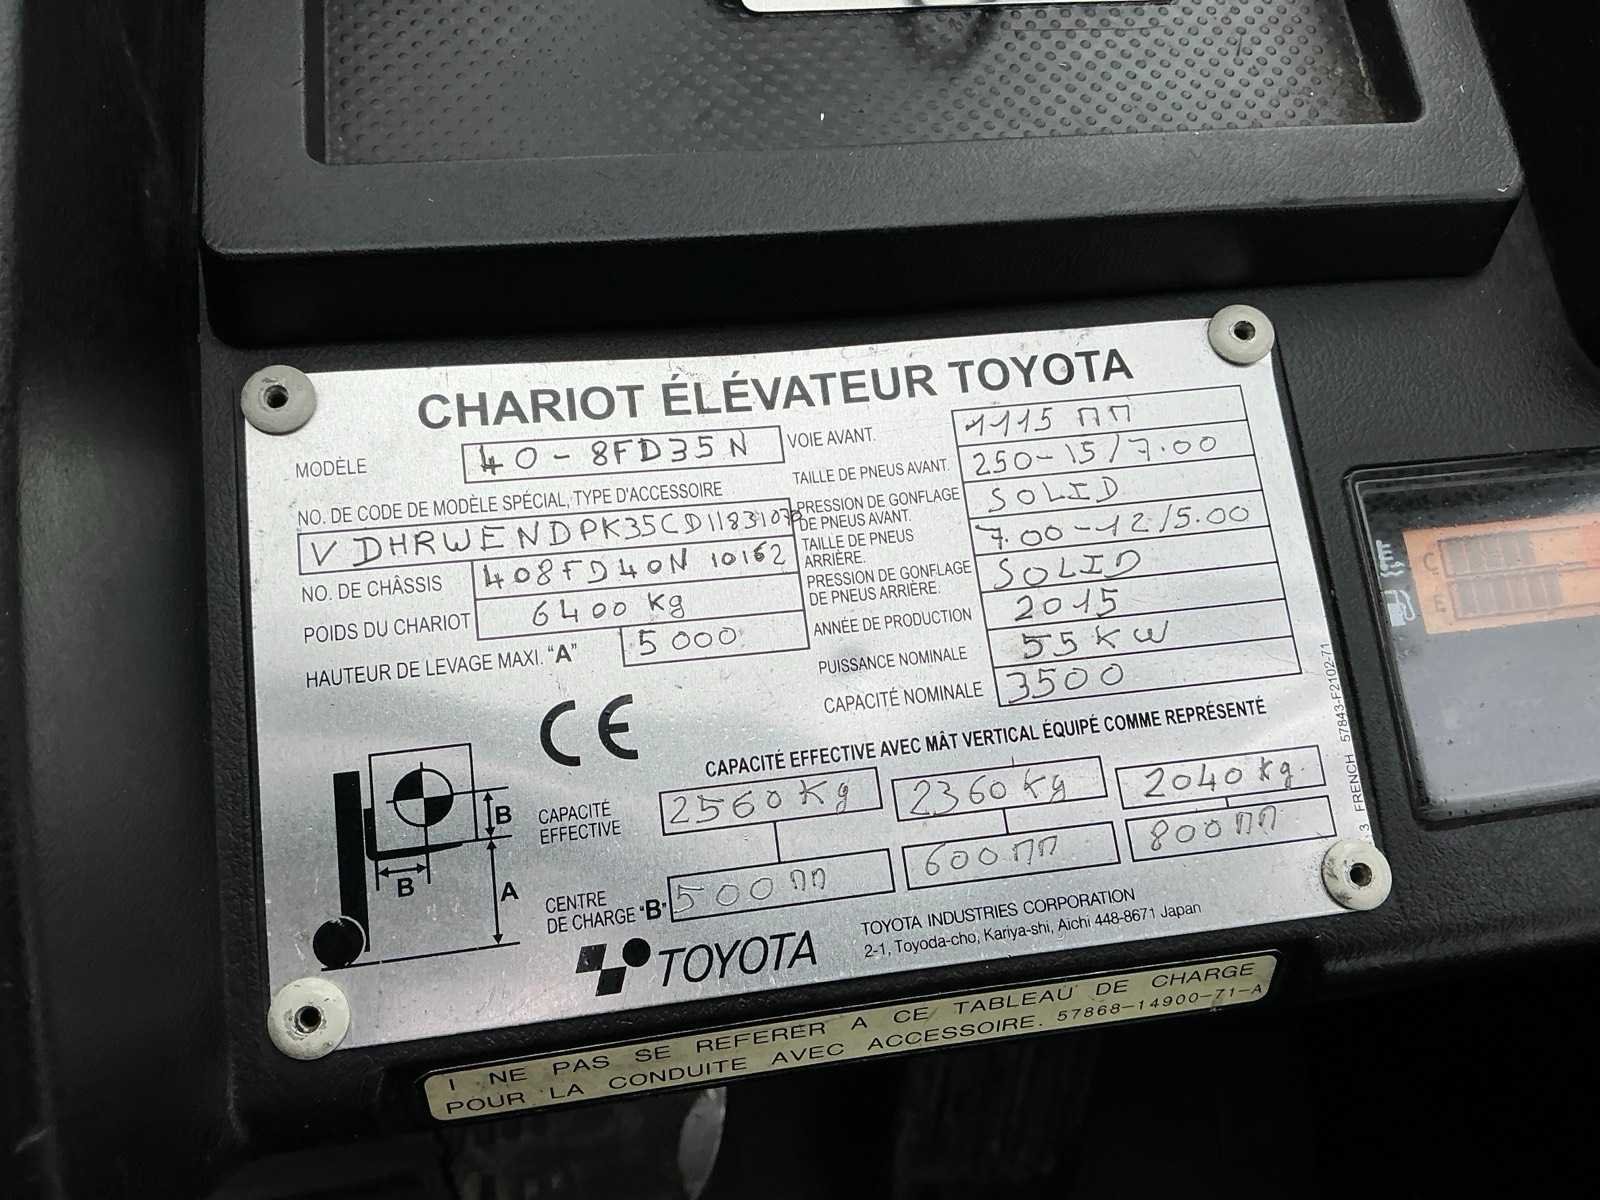 CHARIOT ÉLÉVATEUR TOYOTA
MODÈLE 40-8FD35N
NO. DE CODE DE MODÈLE SPÉCIAL, TYPE D'ACCESSOIRE
VDHRWENDPK35CD1183107
NO. DE CHÂSSIS 408FD40N 10162
POIDS DU CHARIOT 6400 Kg
HAUTEUR DE LEVAGE MAXI. "A" 5000
VOIE AVANT. 1115 MM
TAILLE DE PNEUS AVANT. 250-15/7.00
PRESSION DE GONFLAGE
DE PNEUS AVANT. SOLID
TAILLE DE PNEUS
ARRIÈRE. 7.00-12/5.00
PRESSION DE GONFLAGE
DE PNEUS ARRIÈRE. SOLID
ANNÉE DE PRODUCTION 2015
PUISSANCE NOMINALE 55 KW
CAPACITÉ NOMINALE 3500
CE
CAPACITÉ EFFECTIVE AVEC MÂT VERTICAL ÉQUIPÉ COMME REPRÉSENTÉ
CAPACITÉ
EFFECTIVE 2560 Kg 2360 Kg 2040 Kg.
CENTRE
DE CHARGE "B" 500 MM 600 MM 800 MM
B
B
A
TOYOTA
TOYOTA INDUSTRIES CORPORATION
2-1, Toyoda-cho, Kariya-shi, Aichi 448-8671 Japan
3 FRENCH 57843-F2102-71
I NE PAS SE REFERER A CE TABLEAU DE CHARGE
POUR LA CONDUITE AVEC ACCESSOIRE. 57868-14900-71-A
C
E